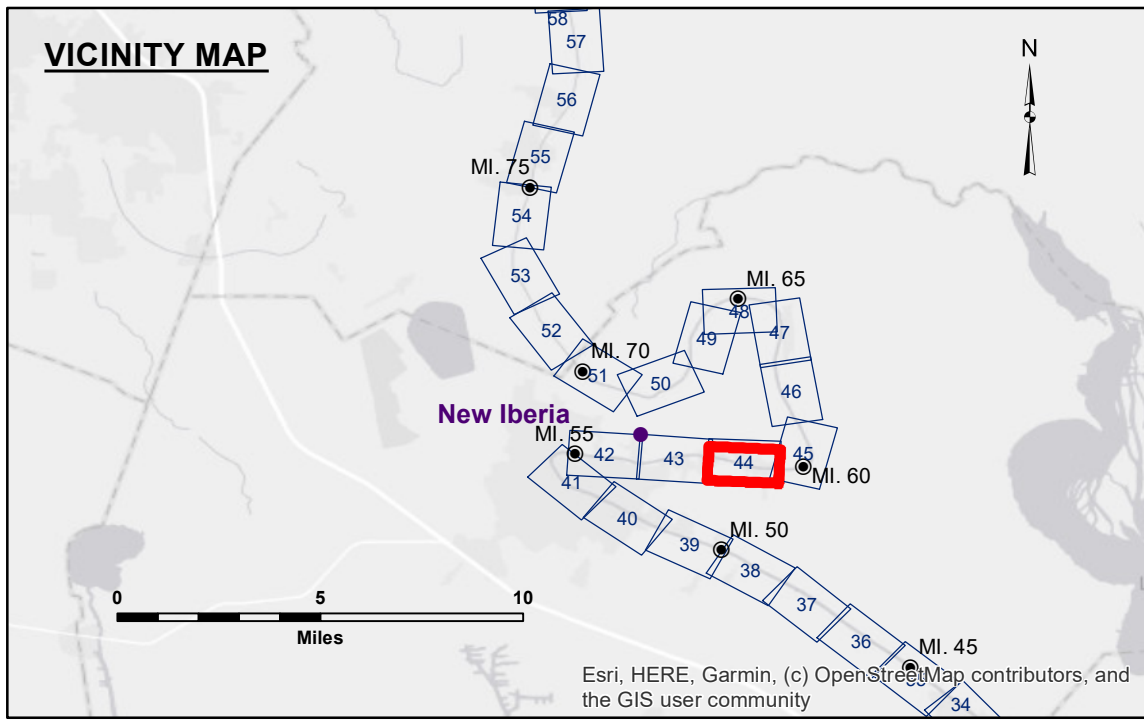 VICINITY MAP
N
58
57
56
55
MI. 75
54
53
MI. 65
48
47
52
49
MI. 70
51
50
46
New Iberia
MI. 55
42
43
44
45
MI. 60
41
40
39
MI. 50
38
37
36
MI. 45
34
0 5 10
Miles
Esri, HERE, Garmin, (c) OpenStreetMap contributors, and
the GIS user community